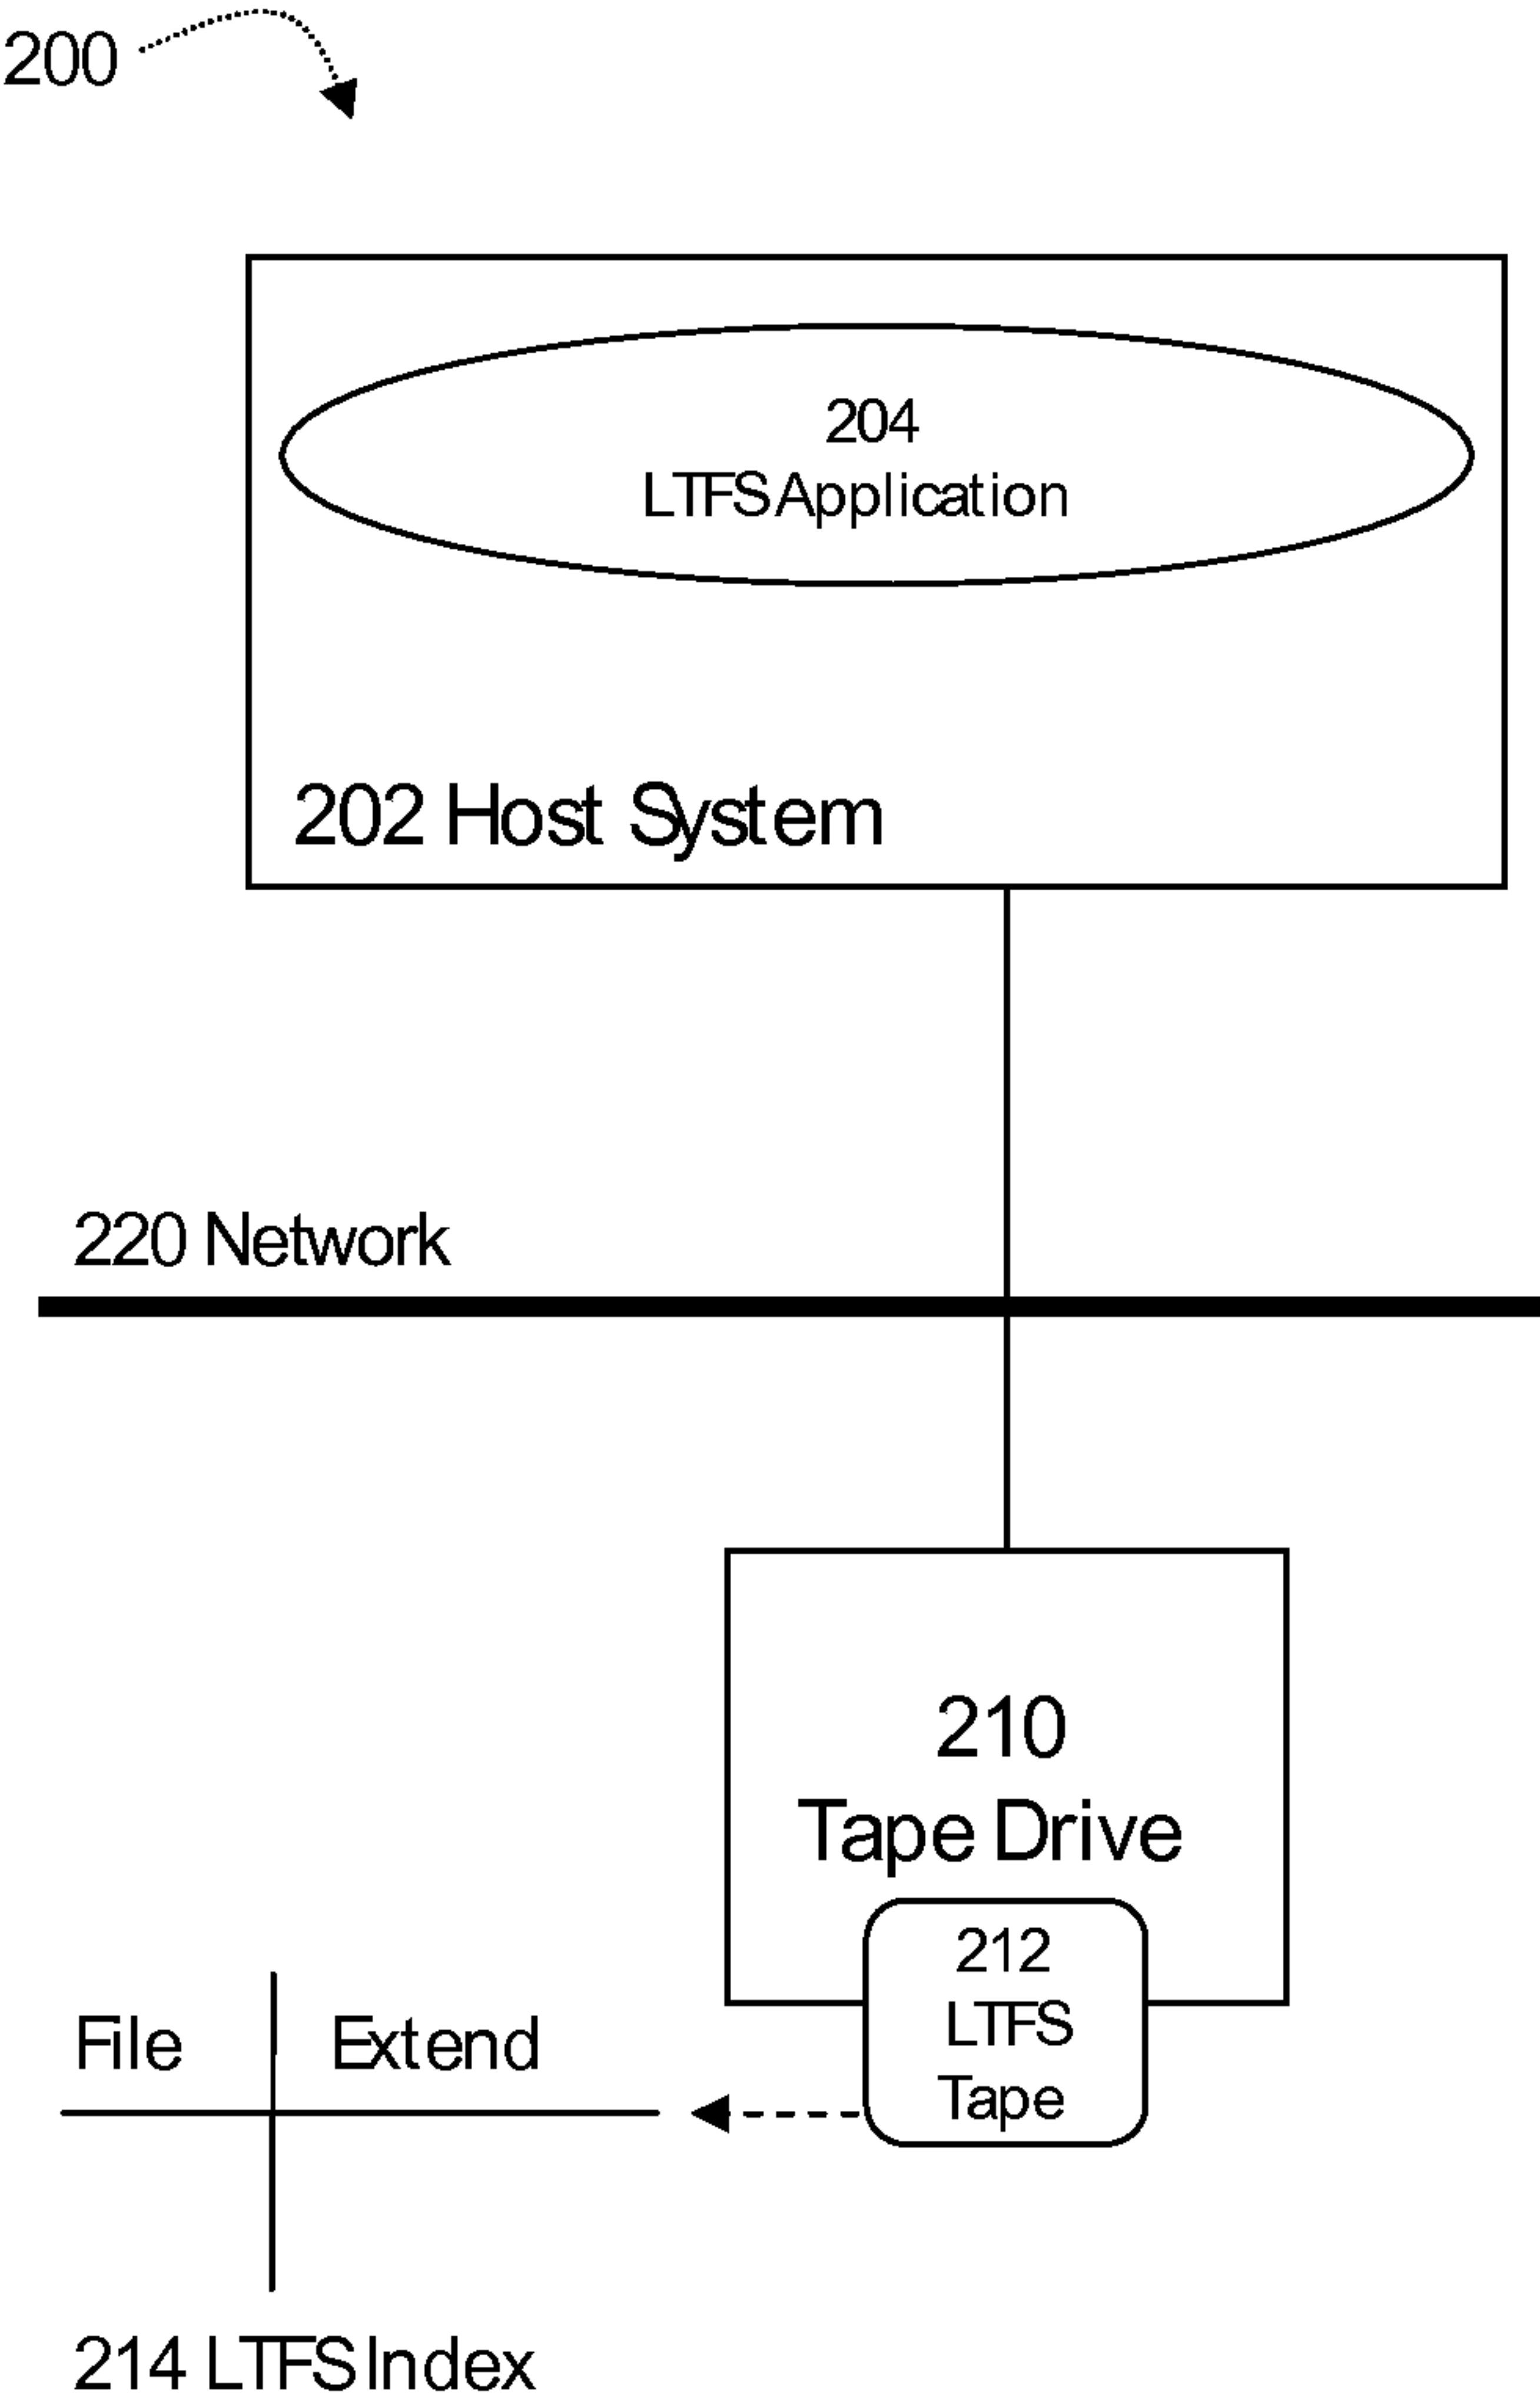 200
204
LTFS Application
202 Host System
220 Network
210
Tape Drive
212
LTFS
Tape
File
Extend
214 LTFS Index